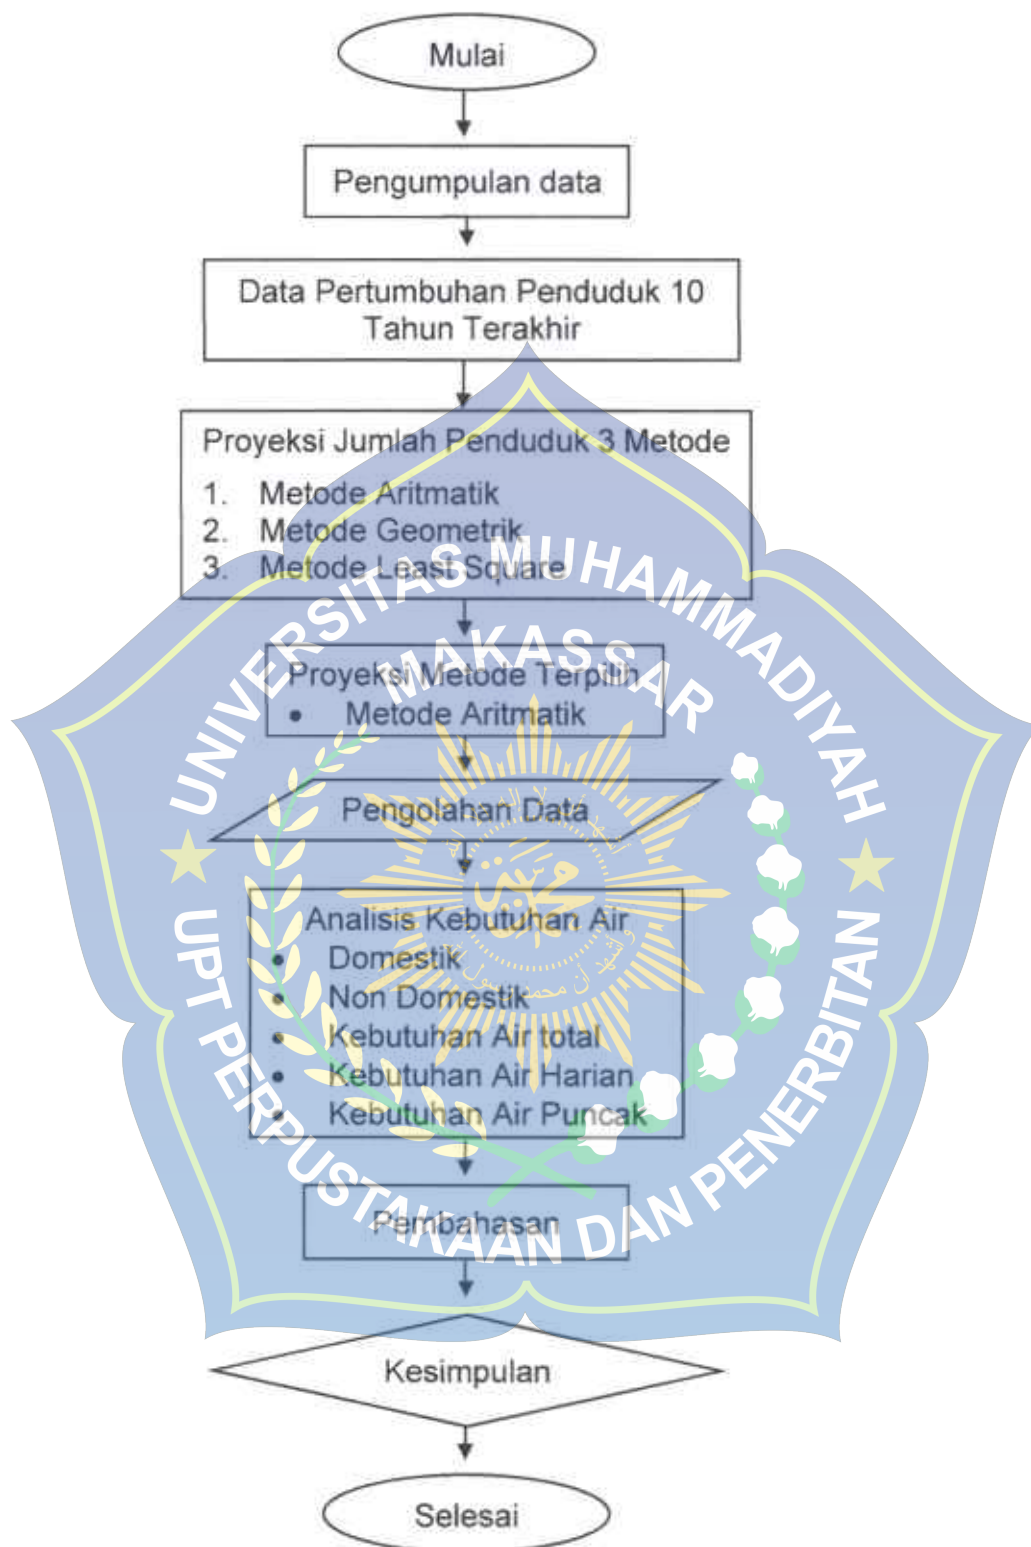 Mulai
Pengumpulan data
Data Pertumbuhan Penduduk 10
Tahun Terakhir
Proyeksi Jumlah Penduduk 3 Metode
1. Metode Aritmatik
2. Metode Geometrik
3. Metode Least Square
Proyeksi Metode Terpilih
• Metode Aritmatik
Pengolahan Data
Analisis Kebutuhan Air
• Domestik
• Non Domestik
• Kebutuhan Air total
• Kebutuhan Air Harian
• Kebutuhan Air Puncak
Pembahasan
Kesimpulan
Selesai
UNIVERSITAS MUHAMMADIYAH
MAKASSAR
UPT PERPUSTAKAAN DAN PENERBITAN